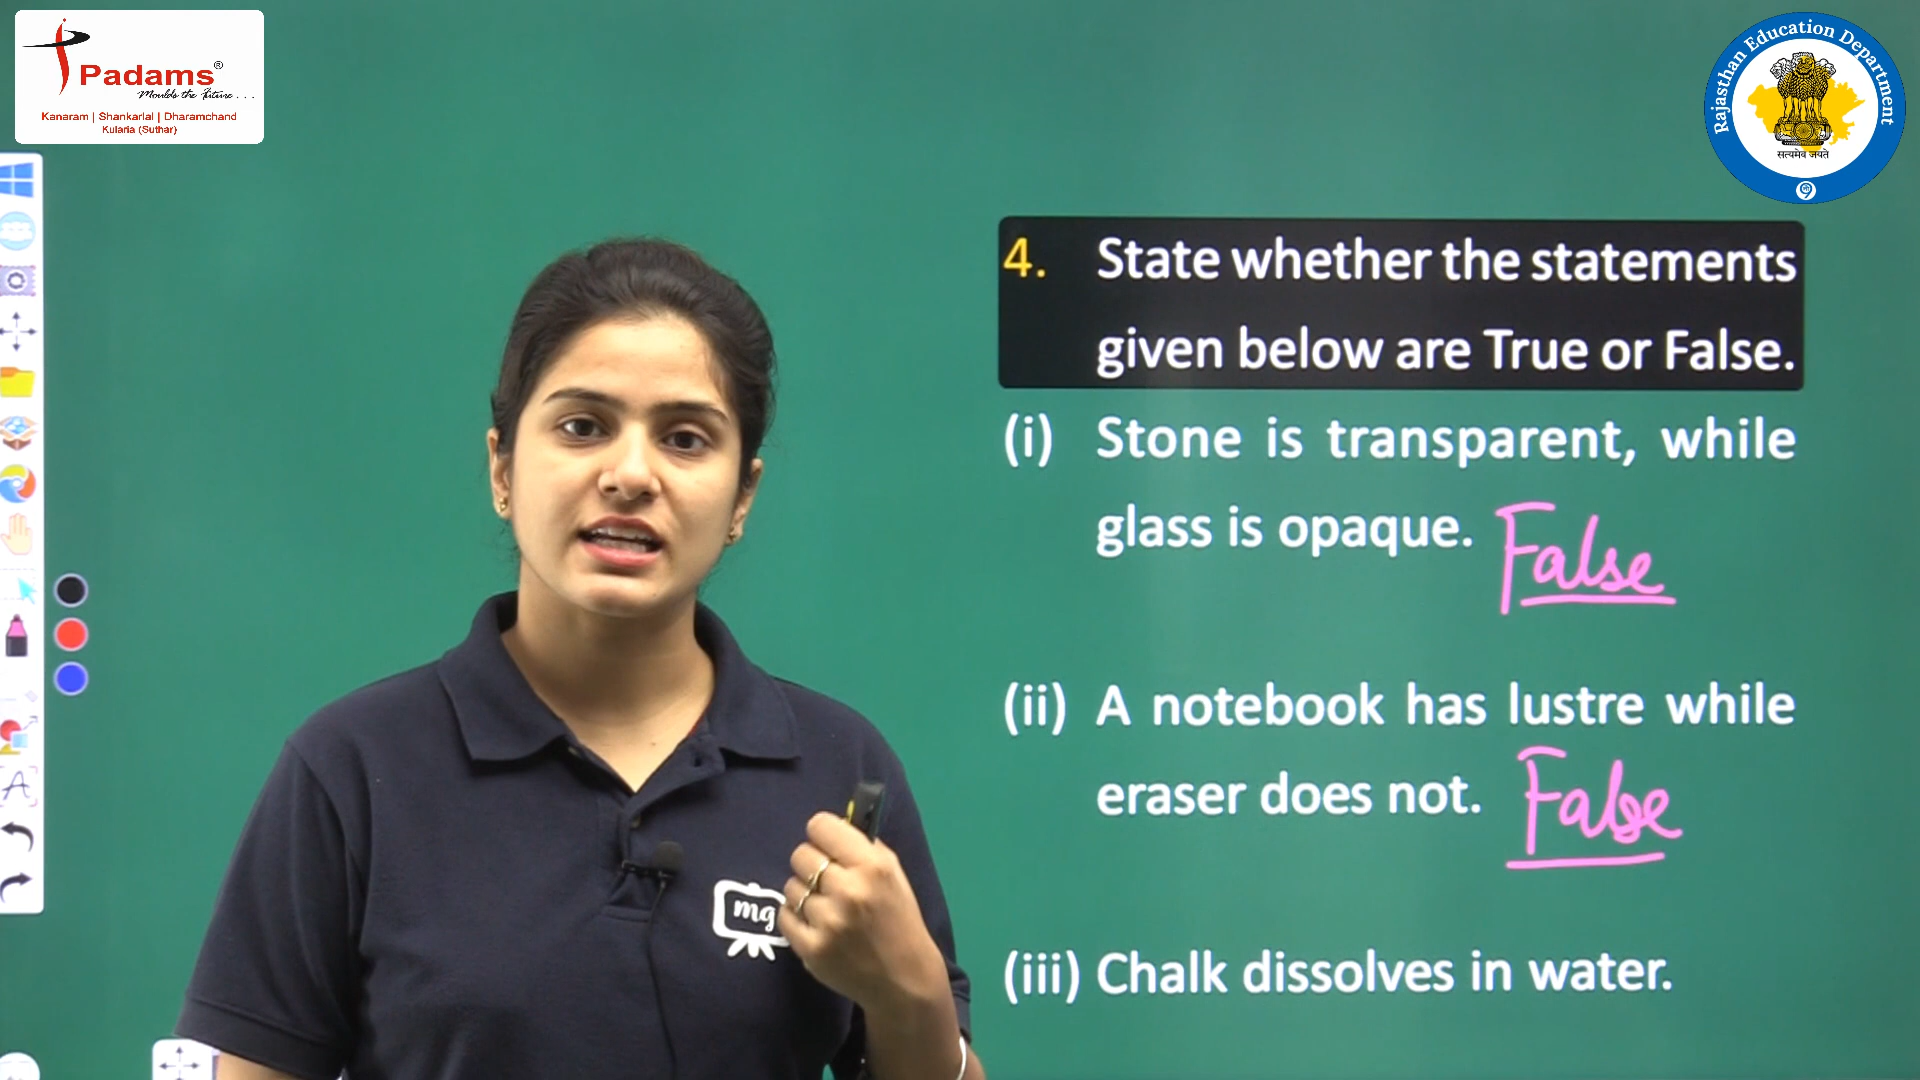 Padams®
Moulds the Future . . .
Kanaram | Shankarlal | Dharamchand
Kularia (Suthar)
Rajasthan Education Department
सत्यमेव जयते
4. State whether the statements
given below are True or False.
(i) Stone is transparent, while
glass is opaque. False
(ii) A notebook has lustre while
eraser does not. False
(iii) Chalk dissolves in water.
A
mg